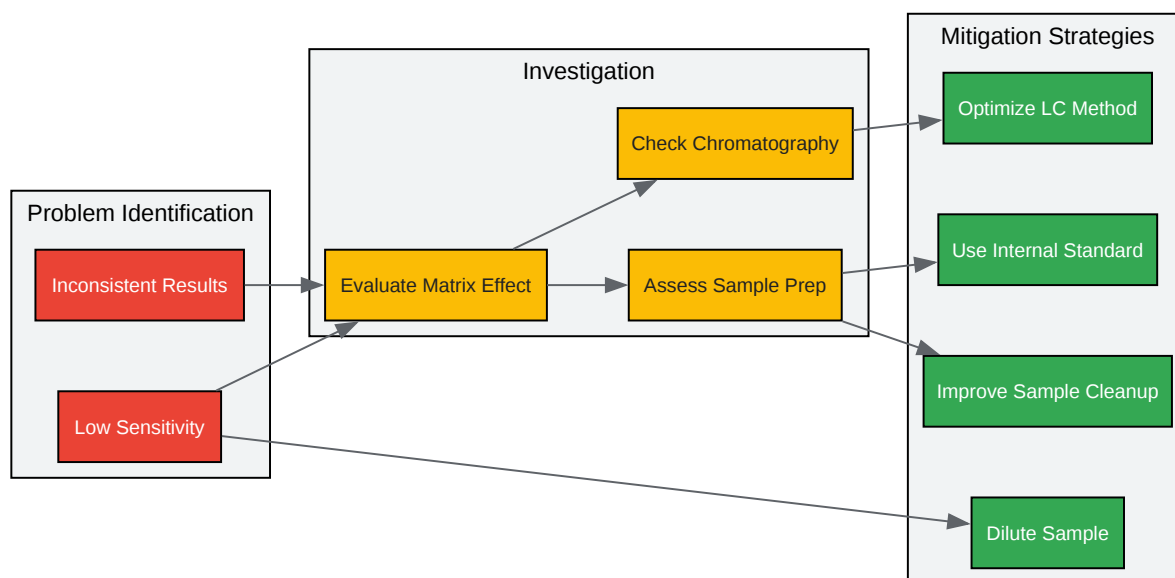 Problem Identification
Inconsistent Results
Low Sensitivity
Investigation
Check Chromatography
Evaluate Matrix Effect
Assess Sample Prep
Mitigation Strategies
Optimize LC Method
Use Internal Standard
Improve Sample Cleanup
Dilute Sample